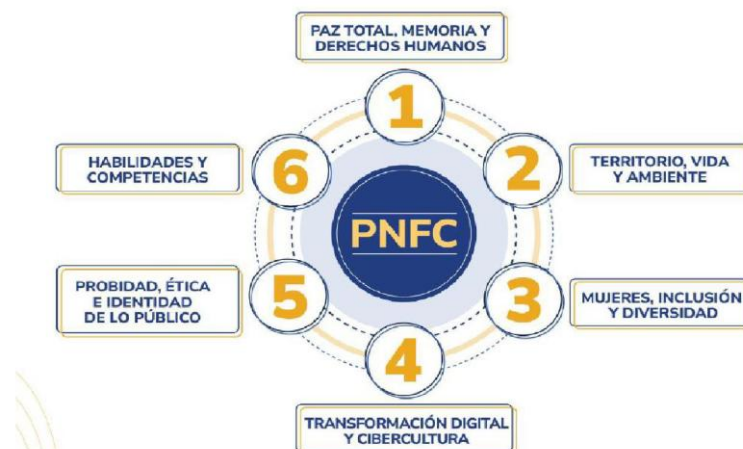 PAZ TOTAL, MEMORIA Y
DERECHOS HUMANOS
1
2
TERRITORIO, VIDA
Y AMBIENTE
3
MUJERES, INCLUSIÓN
Y DIVERSIDAD
4
TRANSFORMACIÓN DIGITAL
Y CIBERCULTURA
5
PROBIDAD, ÉTICA
E IDENTIDAD
DE LO PÚBLICO
6
HABILIDADES Y
COMPETENCIAS
PNFC